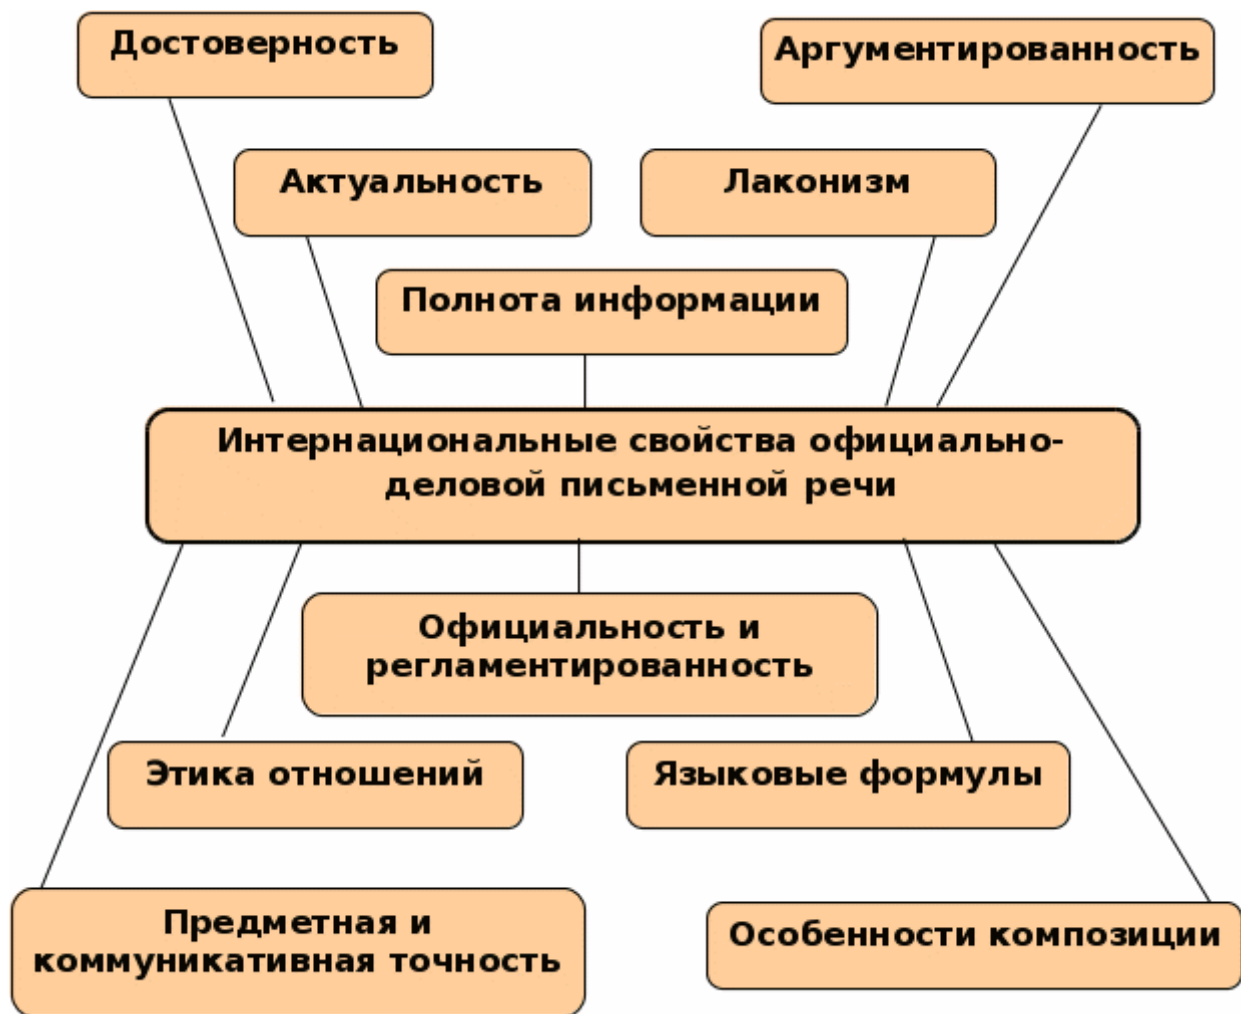 Достоверность
Аргументированность
Актуальность
Лаконизм
Полнота информации
Интернациональные свойства официально-
деловой письменной речи
Официальность и
регламентированность
Этика отношений
Языковые формулы
Предметная и
коммуникативная точность
Особенности композиции